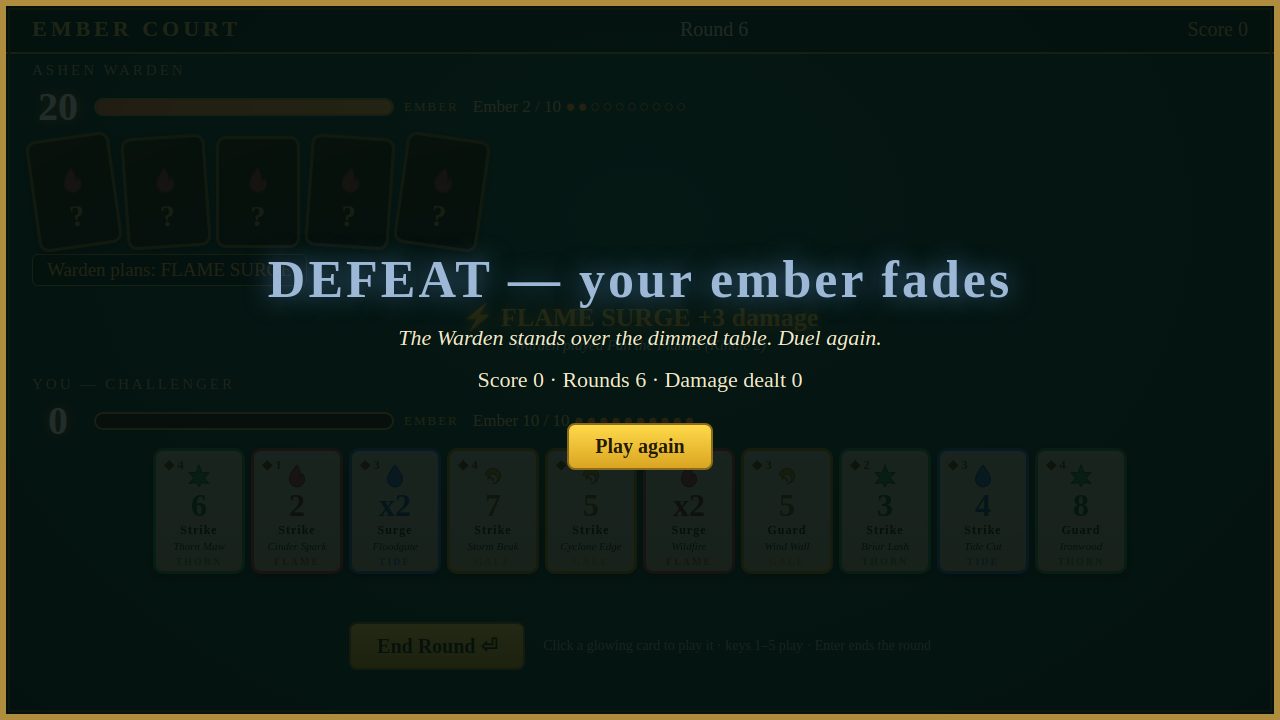 EMBER COURT
Round 6
Score 0
ASHEN WARDEN
20
EMBER
Ember 2 / 10
? ? ? ? ?
Warden plans: FLAME SURGE
DEFEAT — your ember fades
⚡ FLAME SURGE +3 damage
The Warden stands over the dimmed table. Duel again.
Score 0 · Rounds 6 · Damage dealt 0
YOU — CHALLENGER
0
EMBER
Ember 10 / 10
Play again
◆ 4
6
Strike
Thorn Maw
THORN
◆ 1
2
Strike
Cinder Spark
FLAME
◆ 3
x2
Surge
Floodgate
TIDE
◆ 4
7
Strike
Storm Beak
GALE
5
Strike
Cyclone Edge
GALE
x2
Surge
Wildfire
FLAME
◆ 3
5
Guard
Wind Wall
GALE
◆ 2
3
Strike
Briar Lash
THORN
◆ 3
4
Strike
Tide Cut
TIDE
◆ 4
8
Guard
Ironwood
THORN
End Round ⏎
Click a glowing card to play it · keys 1–5 play · Enter ends the round